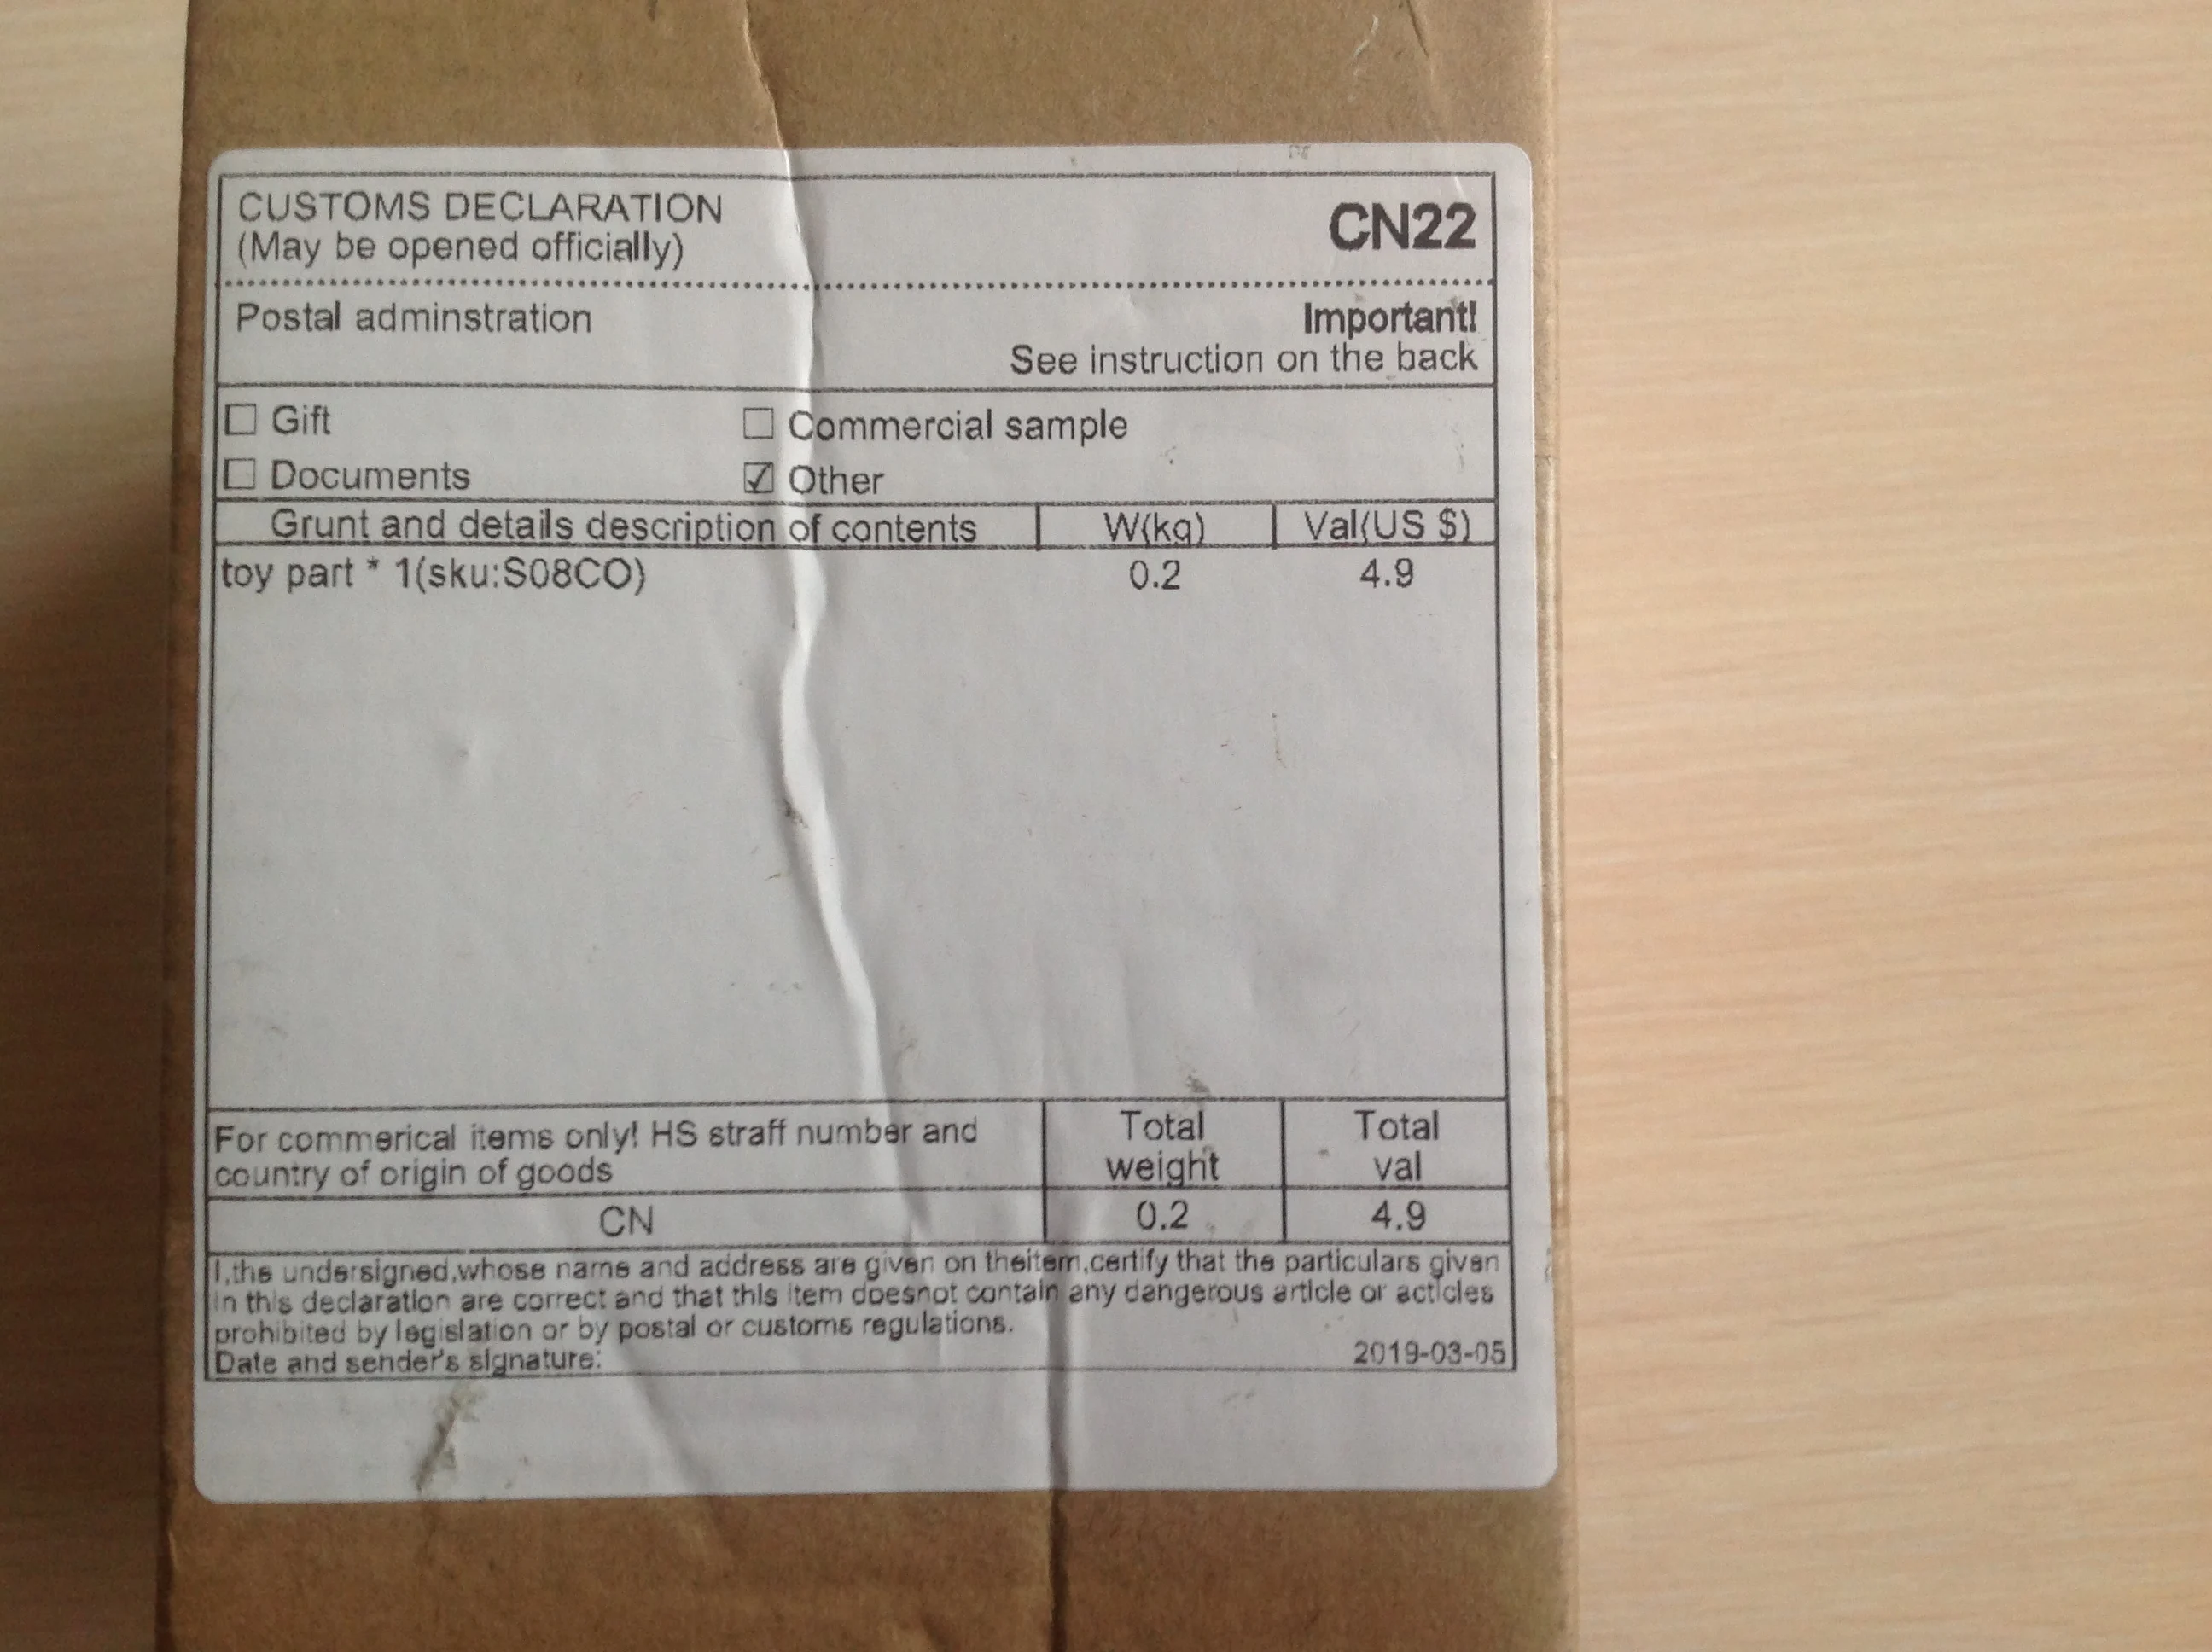 CUSTOMS DECLARATION
(May be opened officially)
CN22
Postal adminstration
Important!
See instruction on the back
Gift
Commercial sample
Documents
Other
Grunt and details description of contents W(kg) Val(US $)
toy part * 1(sku:S08CO) 0.2 4.9
For commerical items only! HS straff number and
country of origin of goods
Total
weight
Total
val
CN 0.2 4.9
I,the undersigned,whose name and address are given on theitem,certify that the particulars given
in this declaration are correct and that this item doesnot contain any dangerous article or acticles
prohibited by legislation or by postal or customs regulations.
Date and sender's signature: 2019-03-05